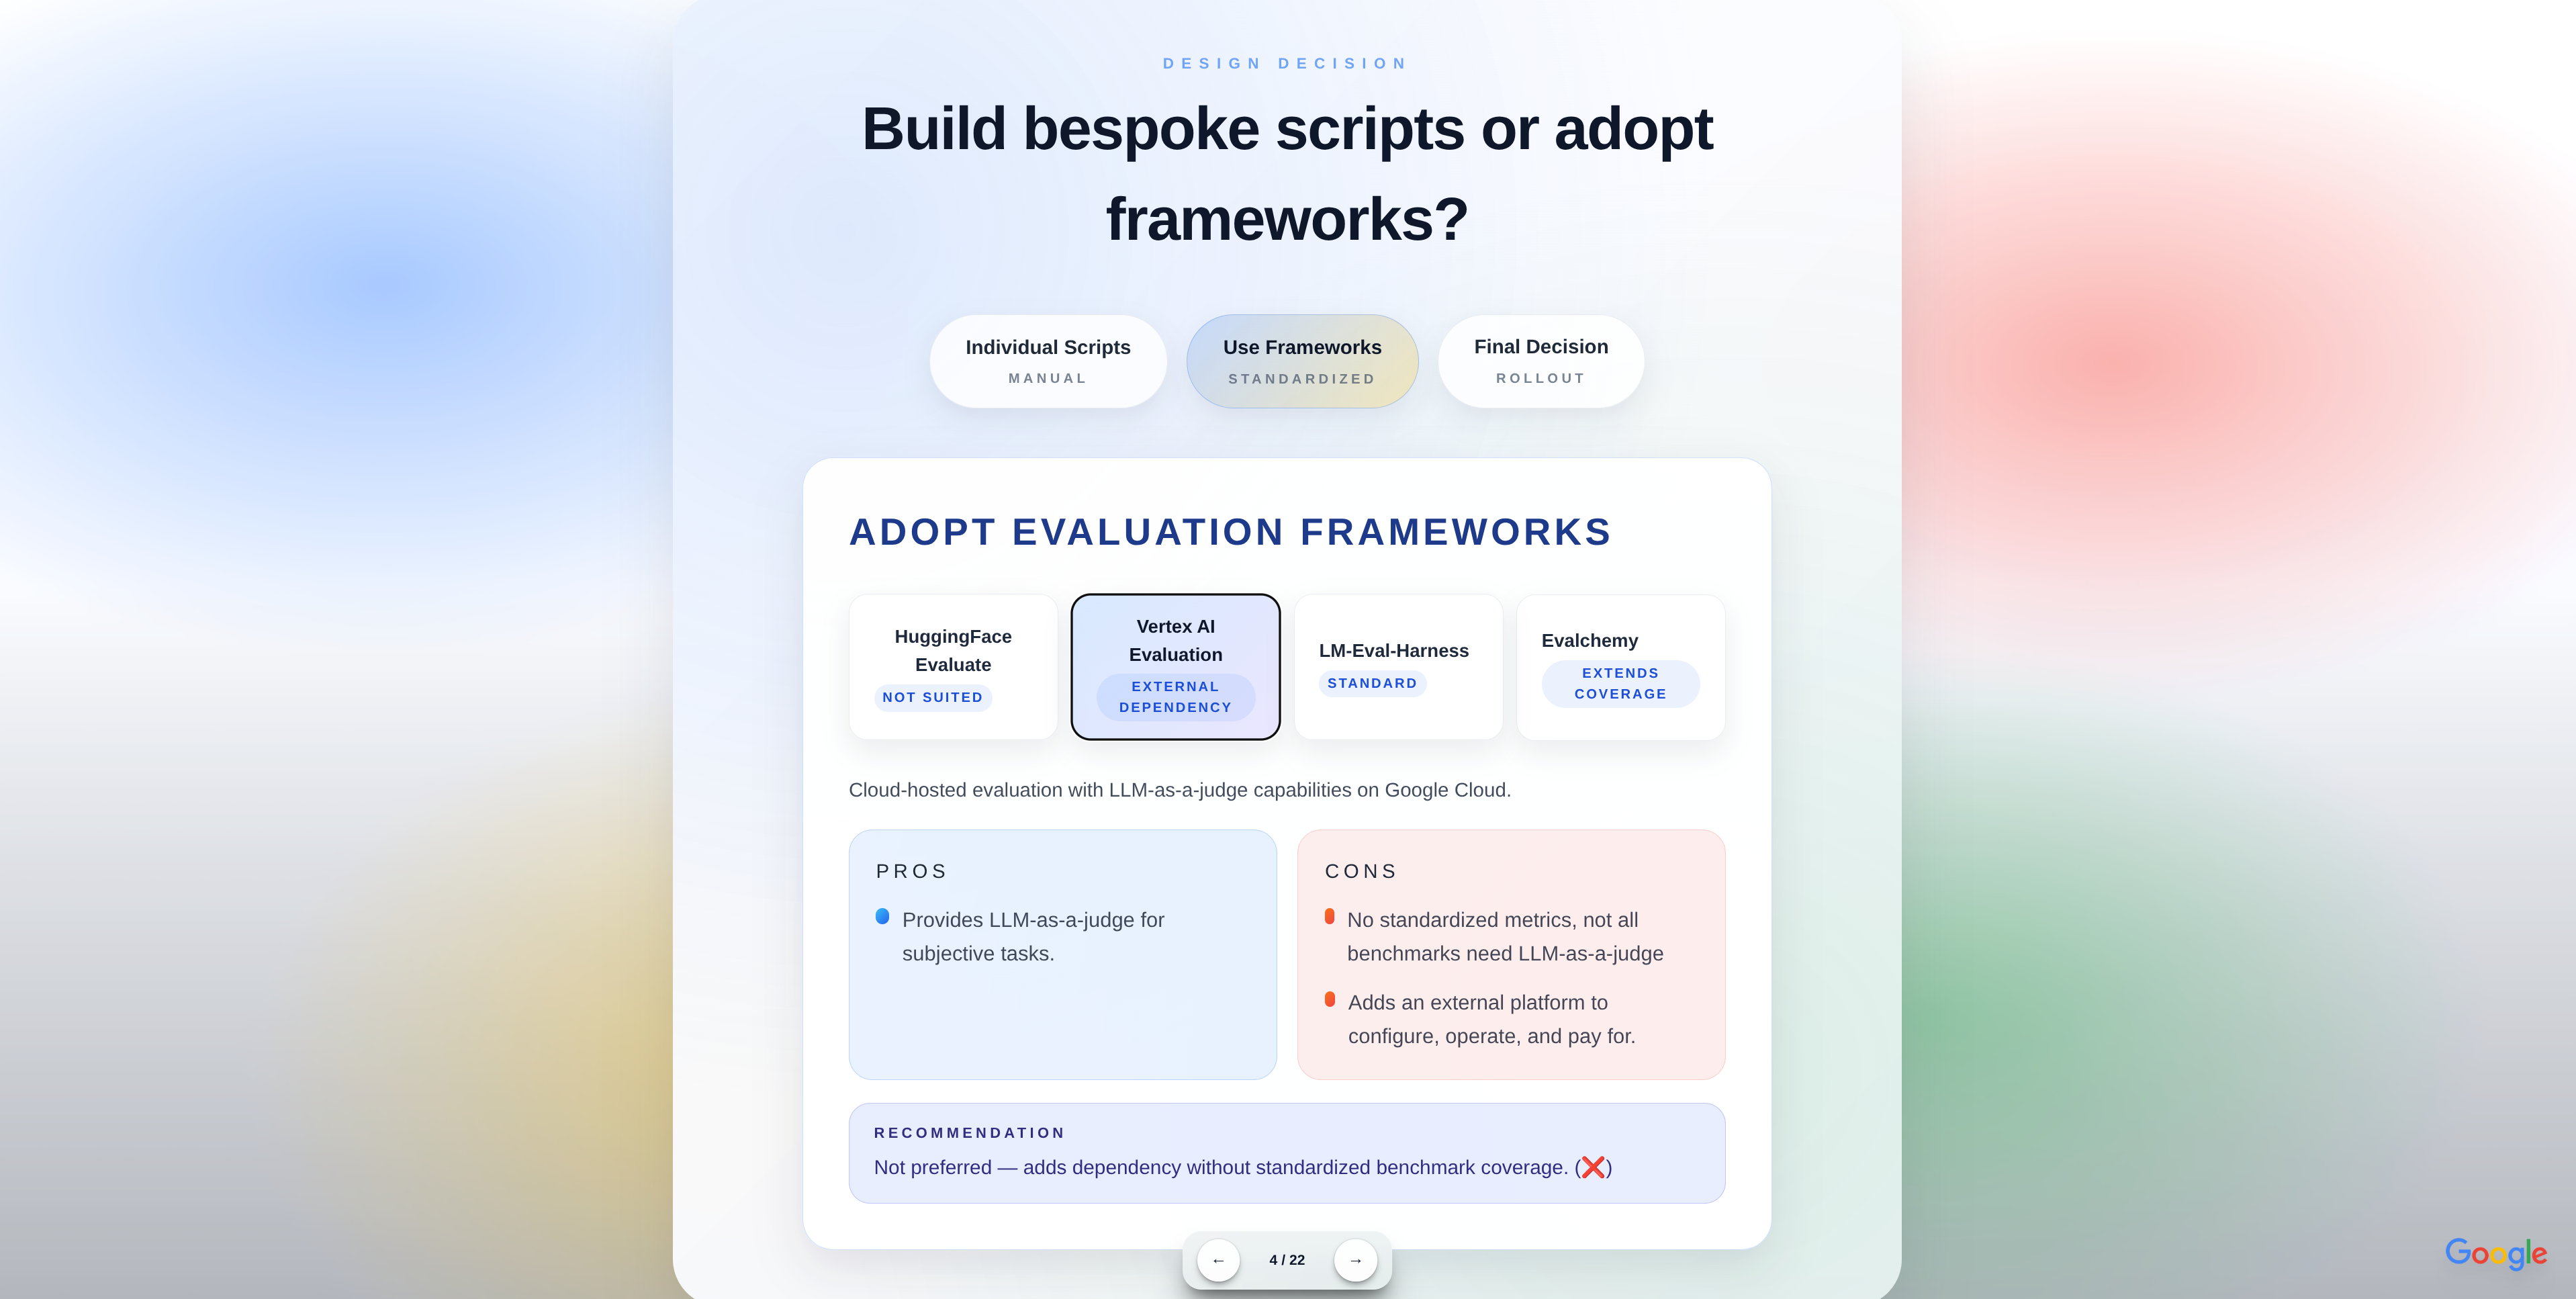 DESIGN DECISION
Build bespoke scripts or adopt
frameworks?
Individual Scripts
MANUAL
Use Frameworks
STANDARDIZED
Final Decision
ROLLOUT
ADOPT EVALUATION FRAMEWORKS
HuggingFace
Evaluate
NOT SUITED
Vertex AI
Evaluation
EXTERNAL
DEPENDENCY
LM-Eval-Harness
STANDARD
Evalchemy
EXTENDS
COVERAGE
Cloud-hosted evaluation with LLM-as-a-judge capabilities on Google Cloud.
PROS
Provides LLM-as-a-judge for
subjective tasks.
CONS
No standardized metrics, not all
benchmarks need LLM-as-a-judge
Adds an external platform to
configure, operate, and pay for.
RECOMMENDATION
Not preferred — adds dependency without standardized benchmark coverage. (❌)
← 4 / 22 →
Google